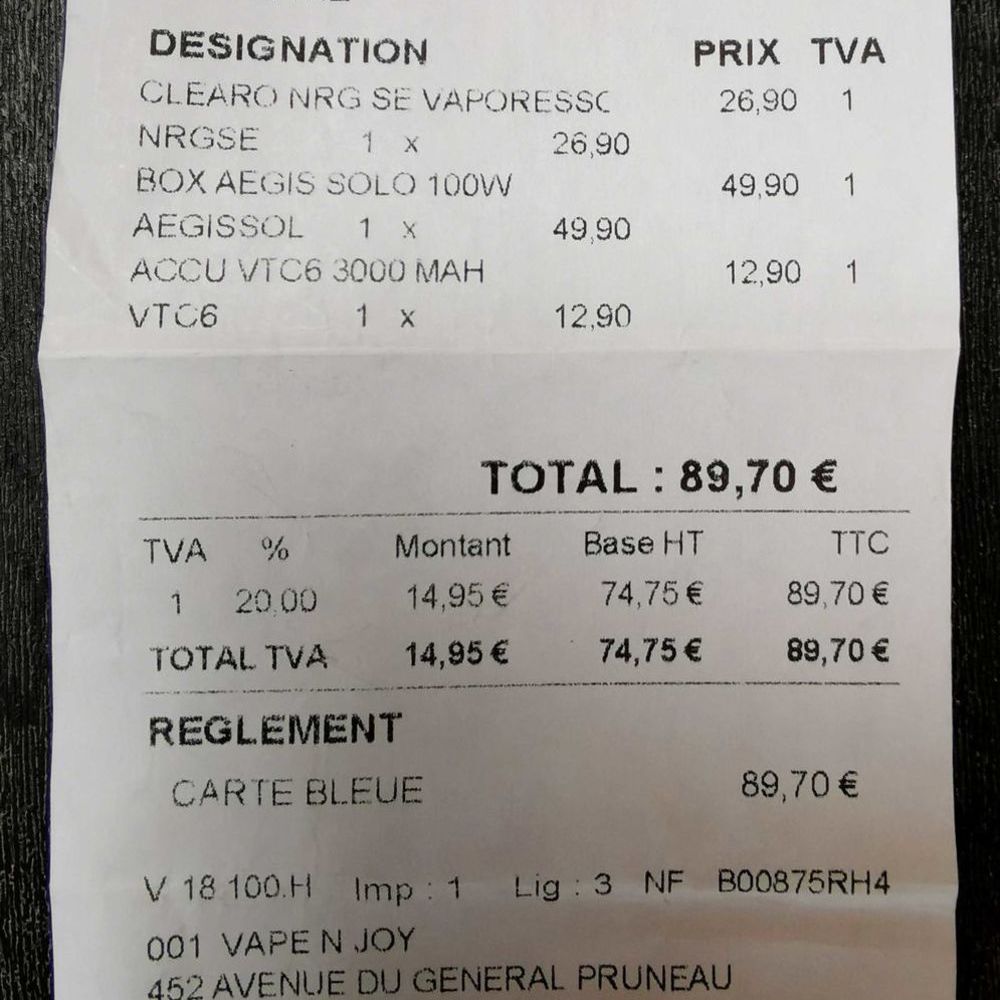 DESIGNATION PRIX TVA
CLEARO NRG SE VAPORESSO 26,90 1
NRGSE 1 x 26,90
BOX AEGIS SOLO 100W 49,90 1
AEGISSOL 1 x 49,90
ACCU VTC6 3000 MAH 12,90 1
VTC6 1 x 12,90
TOTAL : 89,70 €
TVA % Montant Base HT TTC
1 20.00 14,95 € 74,75 € 89,70 €
TOTAL TVA 14,95 € 74,75 € 89,70 €
REGLEMENT
CARTE BLEUE 89,70 €
V 18 100.H Imp : 1 Lig : 3 NF B00875RH4
001 VAPE N JOY
452 AVENUE DU GENERAL PRUNEAU